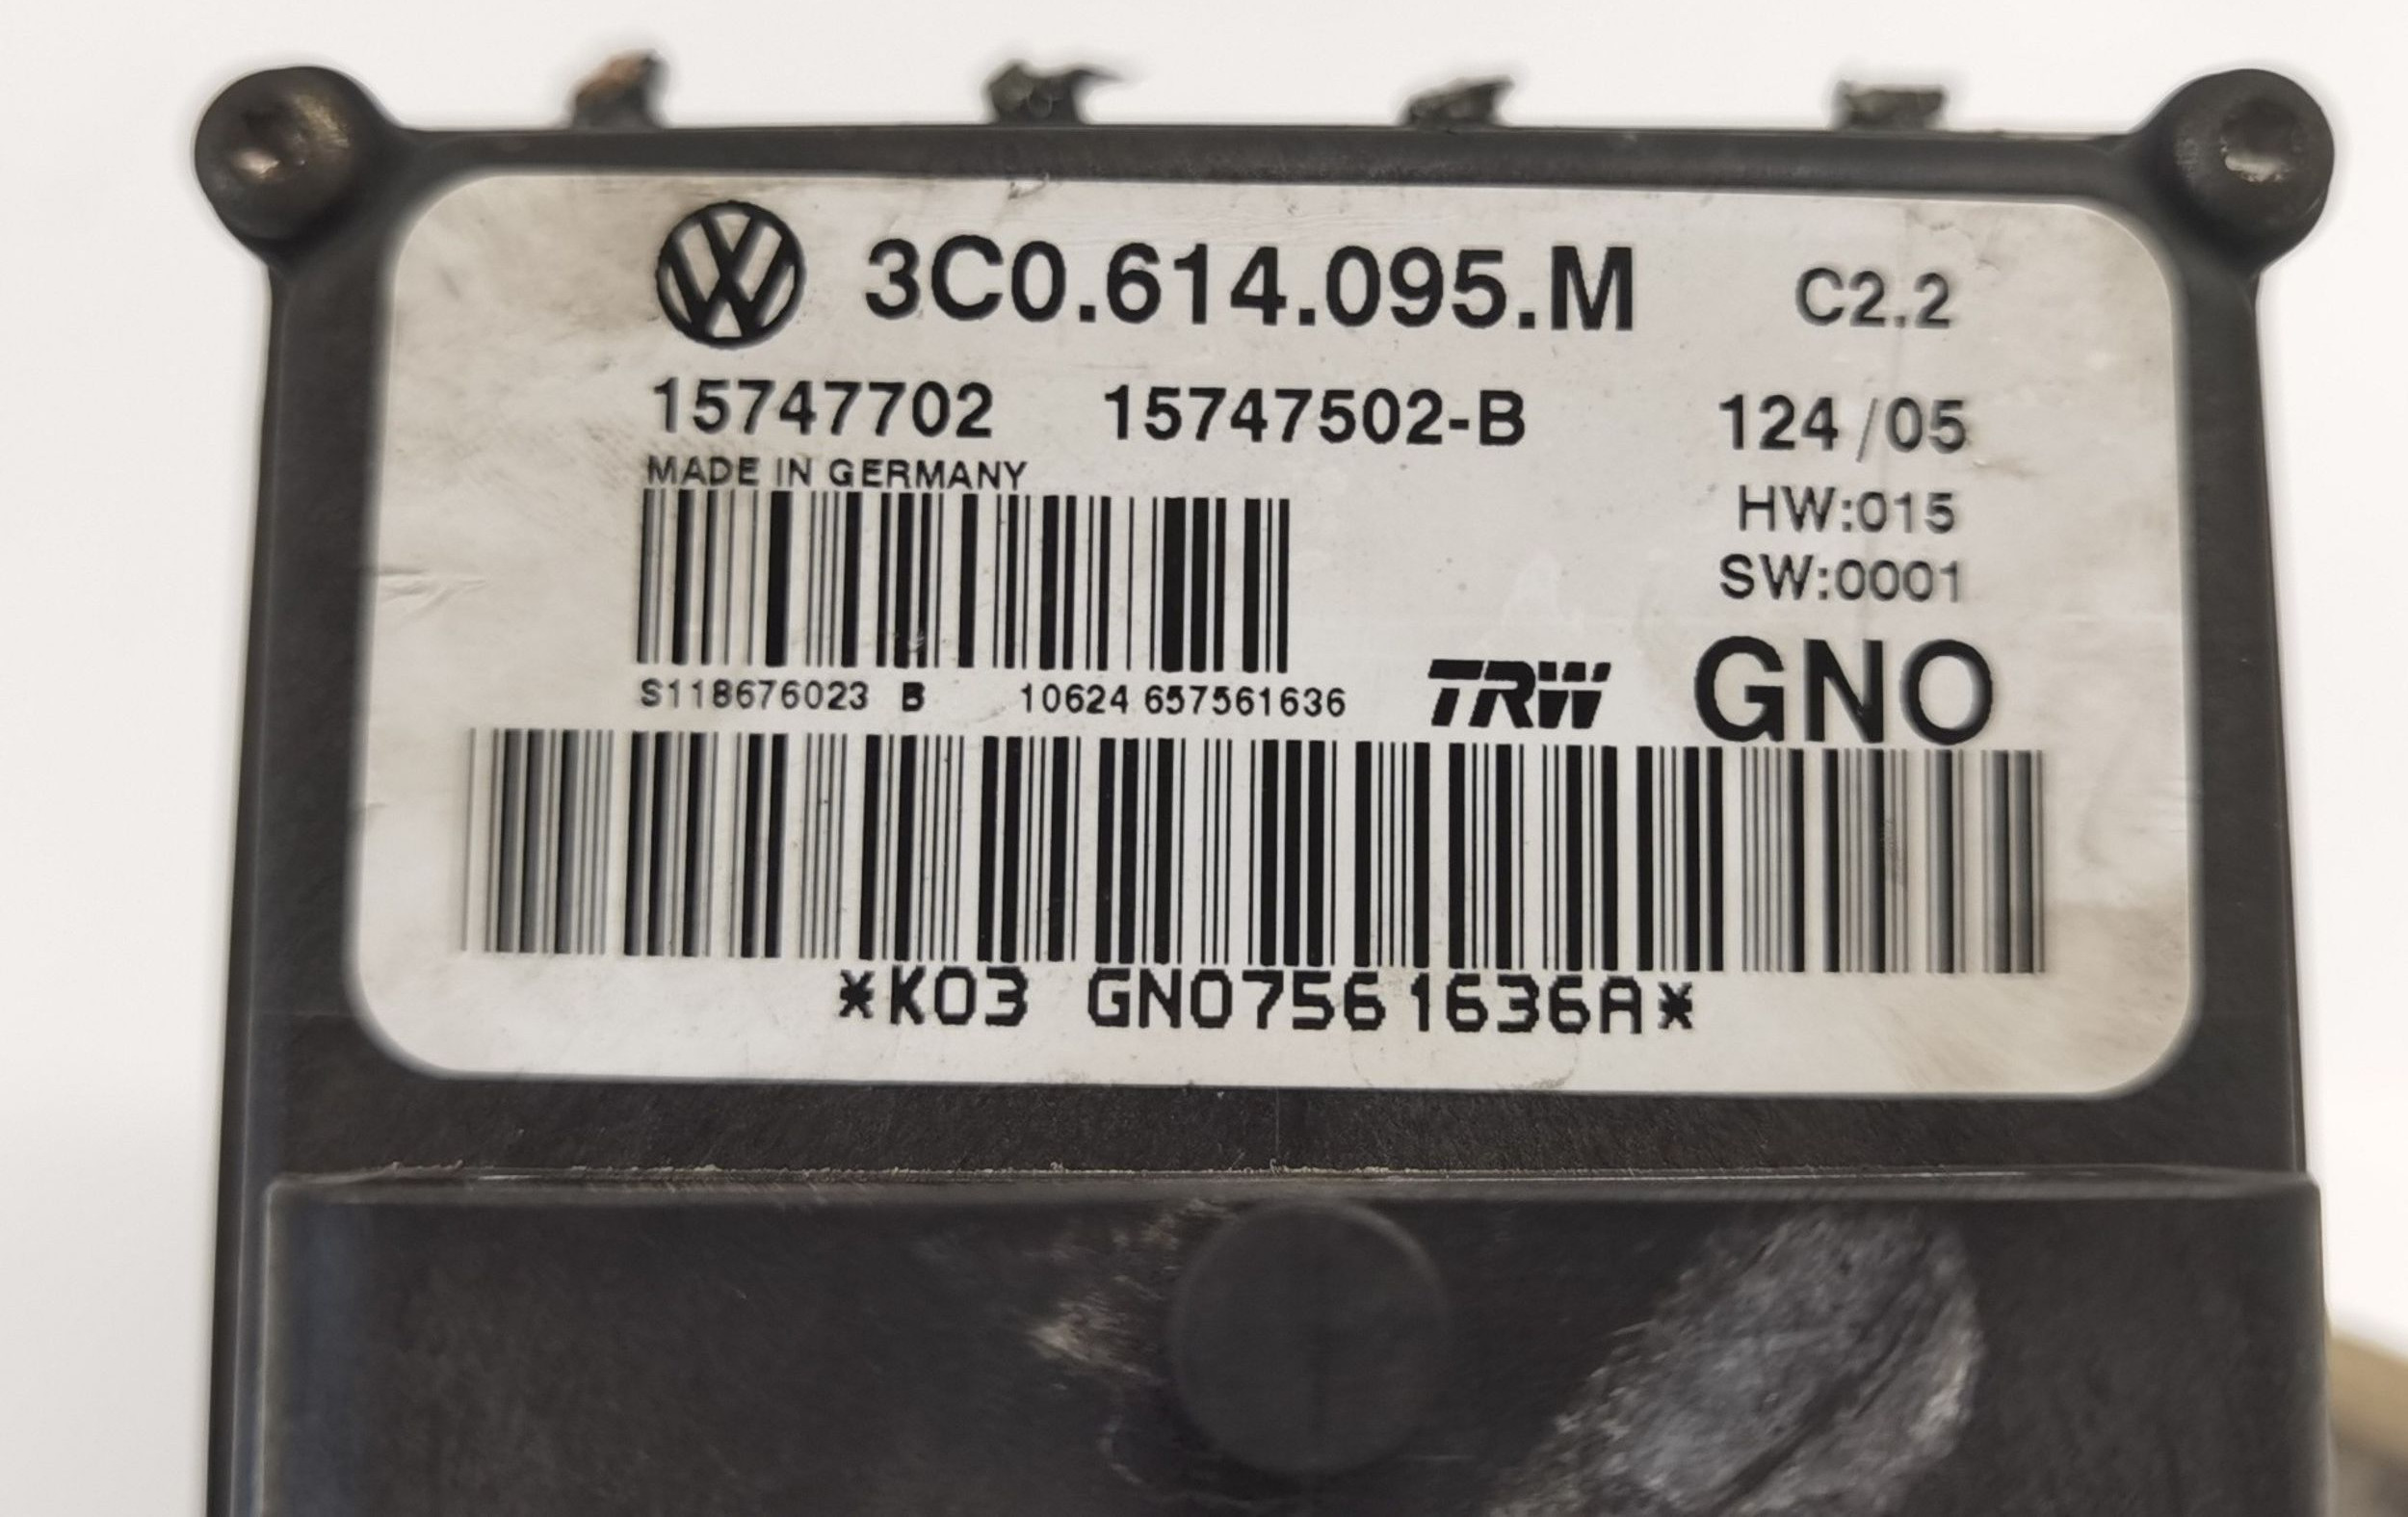 3C0.614.095.M C2.2
15747702 15747502-B 124/05
MADE IN GERMANY
HW:015
SW:0001
S118676023 B 10624 657561636 TRW GNO
*K03 GNO7561636A*